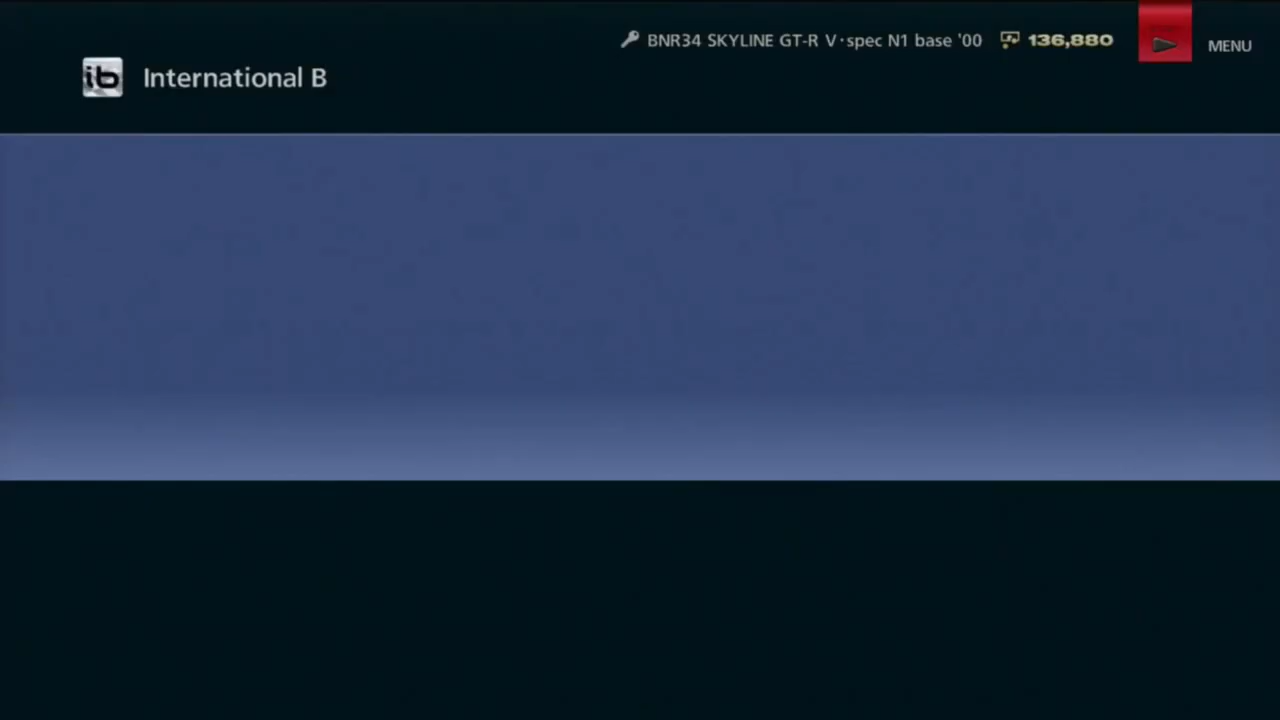 BNR34 SKYLINE GT-R V·spec N1 base '00 136,880 MENU
ib International B